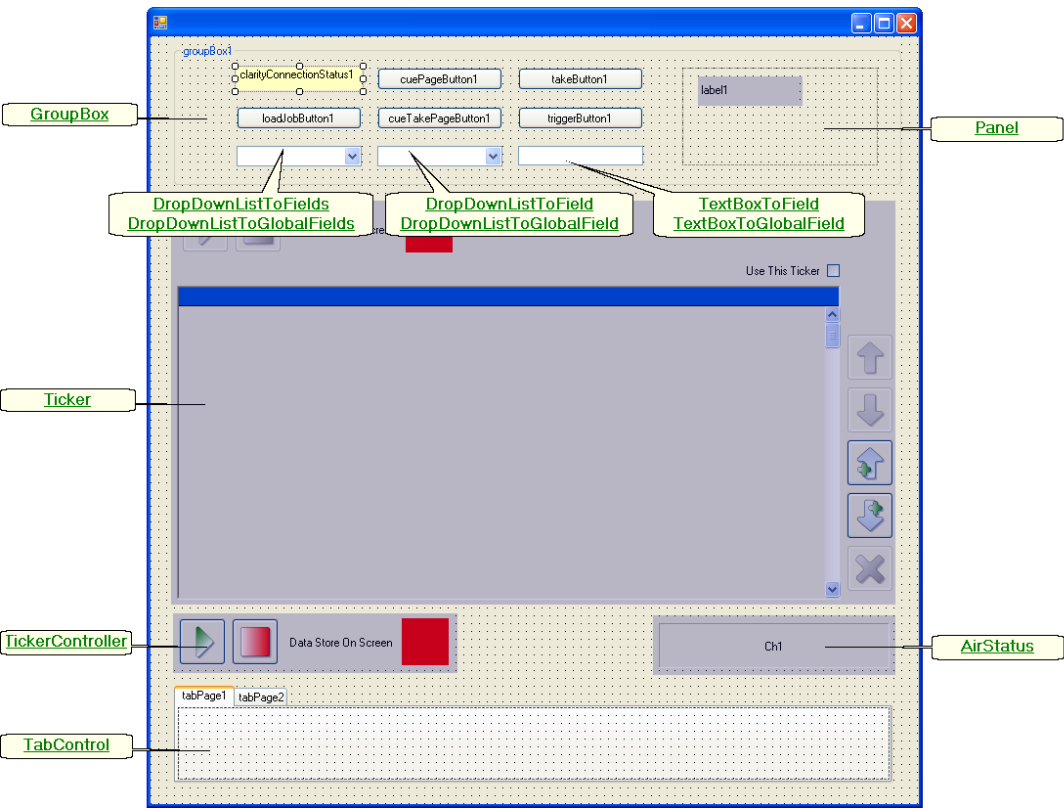 groupBox1
clarityConnectionStatus1
cuePageButton1
takeButton1
label1
GroupBox
loadJobButton1
cueTakePageButton1
triggerButton1
Panel
DropDownListToFields
DropDownListToGlobalFields
DropDownListToField
DropDownListToGlobalField
TextBoxToField
TextBoxToGlobalField
Use This Ticker
Ticker
TickerController
Data Store On Screen
Ch1
AirStatus
tabPage1
tabPage2
TabControl